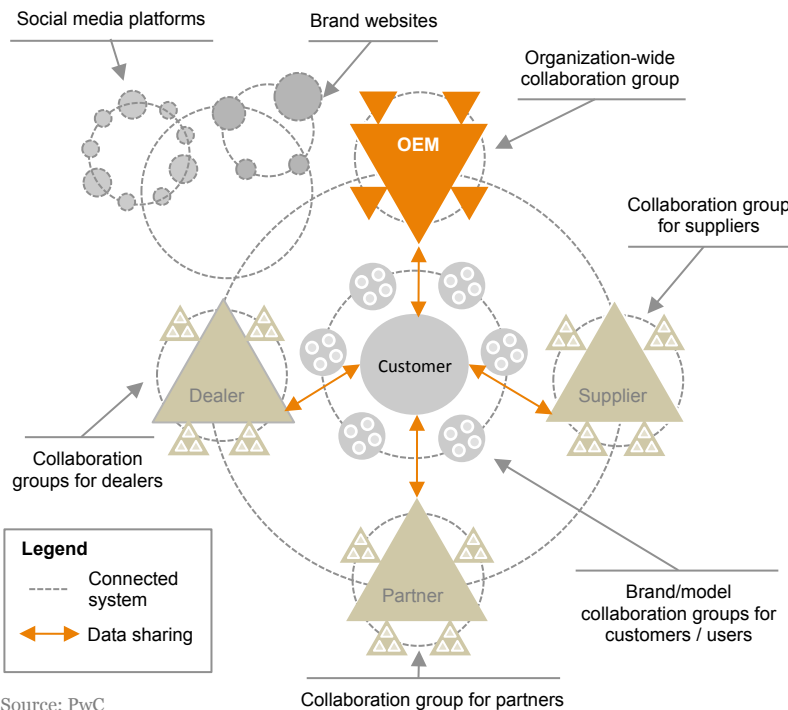 Social media platforms
Brand websites
Organization-wide
collaboration group
OEM
Collaboration group
for suppliers
Customer
Dealer
Supplier
Collaboration
groups for dealers
Legend
Connected
system
Data sharing
Partner
Brand/model
collaboration groups for
customers / users
Collaboration group for partners
Source: PwC